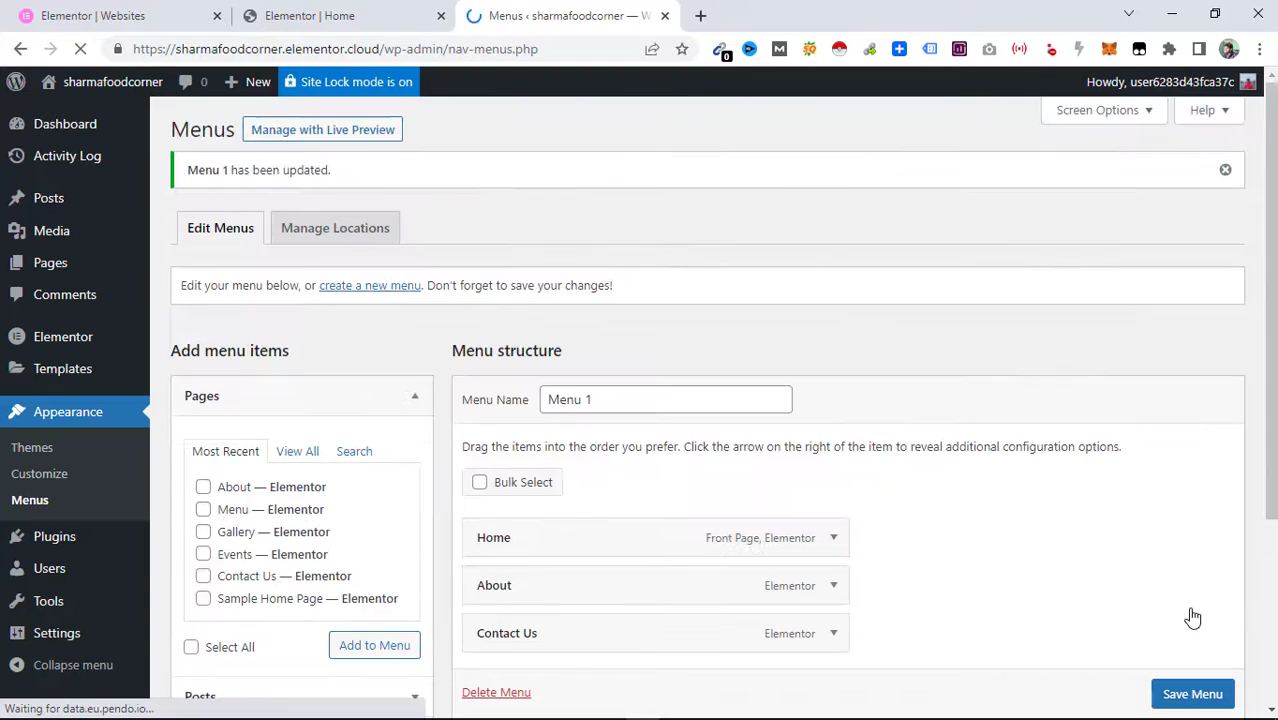 Elementor | Websites
Elementor | Home
Menus ‹ sharmafoodcorner — W
https://sharmafoodcorner.elementor.cloud/wp-admin/nav-menus.php
0
sharmafoodcorner
0
New
Site Lock mode is on
Howdy, user6283d43fca37c
Dashboard
Activity Log
Posts
Media
Pages
Comments
Elementor
Templates
Appearance
Themes
Customize
Menus
Plugins
Users
Tools
Settings
Collapse menu
Screen Options
Help
Menus
Manage with Live Preview
Menu 1 has been updated.
Edit Menus
Manage Locations
Edit your menu below, or create a new menu. Don't forget to save your changes!
Add menu items
Pages
Most Recent
View All
Search
About — Elementor
Menu — Elementor
Gallery — Elementor
Events — Elementor
Contact Us — Elementor
Sample Home Page — Elementor
Select All
Add to Menu
Posts
Menu structure
Menu Name
Menu 1
Drag the items into the order you prefer. Click the arrow on the right of the item to reveal additional configuration options.
Bulk Select
Home
Front Page, Elementor
About
Elementor
Contact Us
Elementor
Delete Menu
Save Menu
Waiting for data.eu.pendo.io...